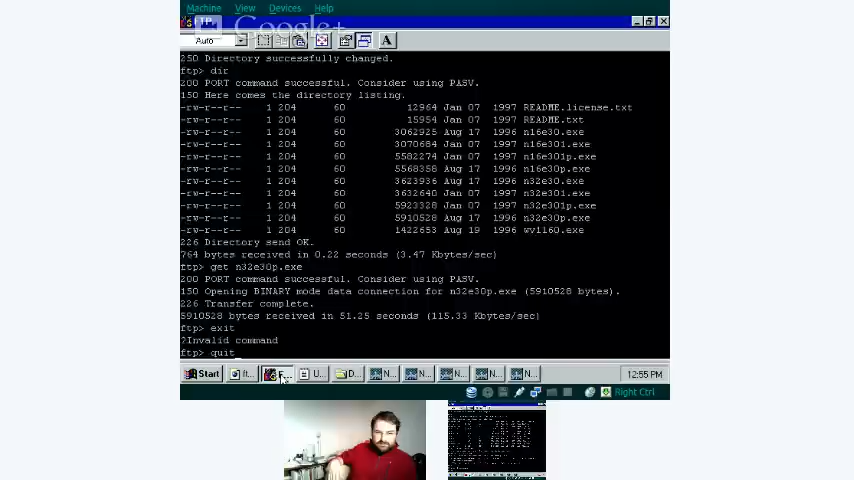 Machine View Devices Help
Google+
FTP
Auto
A
250 Directory successfully changed.
ftp> dir
200 PORT command successful. Consider using PASV.
150 Here comes the directory listing.
-rw-r--r-- 1 204 60 12964 Jan 07 1997 README.license.txt
-rw-r--r-- 1 204 60 15954 Jan 07 1997 README.txt
-rw-r--r-- 1 204 60 3062925 Aug 17 1996 n16e30.exe
-rw-r--r-- 1 204 60 3070684 Jan 07 1997 n16e301.exe
-rw-r--r-- 1 204 60 5582274 Jan 07 1997 n16e301p.exe
-rw-r--r-- 1 204 60 5568358 Aug 17 1996 n16e30p.exe
-rw-r--r-- 1 204 60 3623936 Aug 17 1996 n32e30.exe
-rw-r--r-- 1 204 60 3632640 Jan 07 1997 n32e301.exe
-rw-r--r-- 1 204 60 5923328 Jan 07 1997 n32e301p.exe
-rw-r--r-- 1 204 60 5910528 Aug 17 1996 n32e30p.exe
-rw-r--r-- 1 204 60 1422653 Aug 19 1996 wv1160.exe
226 Directory send OK.
764 bytes received in 0.22 seconds (3.47 Kbytes/sec)
ftp> get n32e30p.exe
200 PORT command successful. Consider using PASV.
150 Opening BINARY mode data connection for n32e30p.exe (5910528 bytes).
226 Transfer complete.
5910528 bytes received in 51.25 seconds (115.33 Kbytes/sec)
ftp> exit
?Invalid command
ftp> quit_
Start ft... F... U... D... N... N... N... N... N... 12:55 PM
Right Ctrl